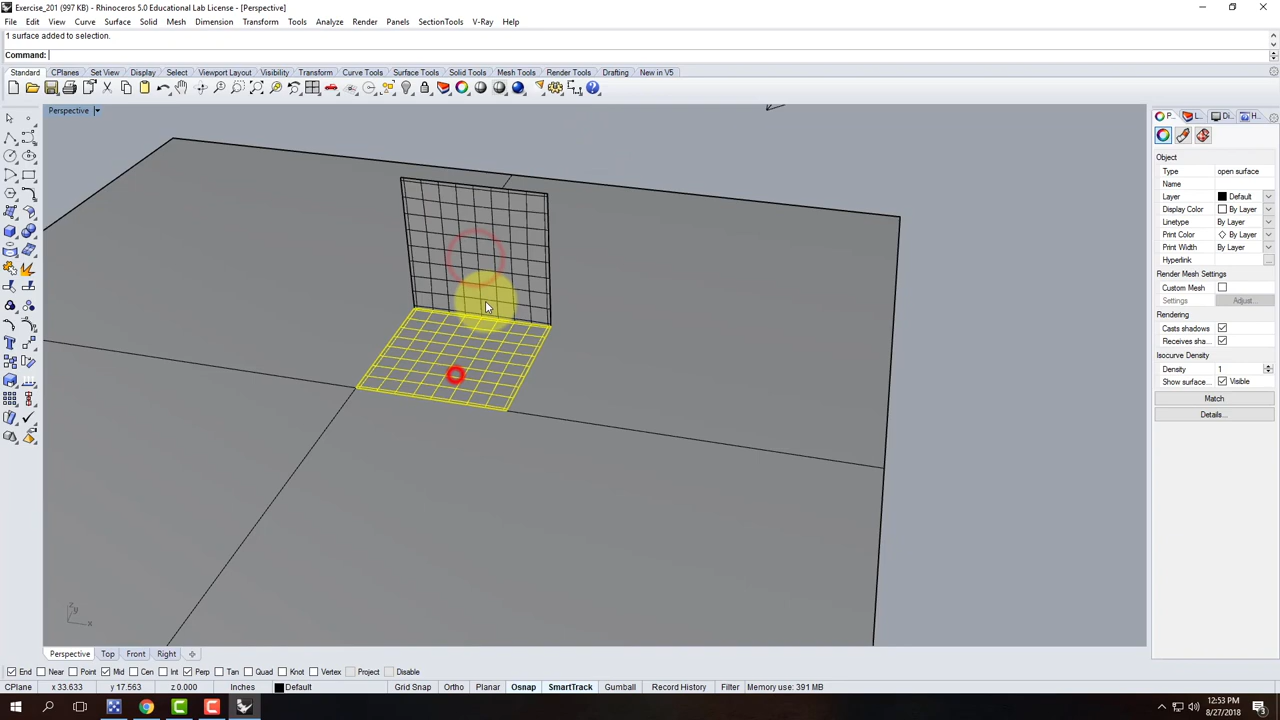 Exercise_201 (997 KB) - Rhinoceros 5.0 Educational Lab License - [Perspective]
File Edit View Curve Surface Solid Mesh Dimension Transform Tools Analyze Render Panels SectionTools V-Ray Help
1 surface added to selection.
Command:
Standard CPlanes Set View Display Select Viewport Layout Visibility Transform Curve Tools Surface Tools Solid Tools Mesh Tools Render Tools Drafting New in V5
Perspective
P... L... Di... H...
Object
Type open surface
Name
Layer Default
Display Color By Layer
Linetype By Layer
Print Color By Layer
Print Width By Layer
Hyperlink ...
Render Mesh Settings
Custom Mesh
Settings Adjust...
Rendering
Casts shadows
Receives sha...
Isocurve Density
Density 1
Show surface... Visible
Match
Details...
z y x
Perspective Top Front Right
End Near Point Mid Cen Int Perp Tan Quad Knot Vertex Project Disable
CPlane x 33.633 y 17.563 z 0.000 Inches Default Grid Snap Ortho Planar Osnap SmartTrack Gumball Record History Filter Memory use: 391 MB
12:53 PM
8/27/2018